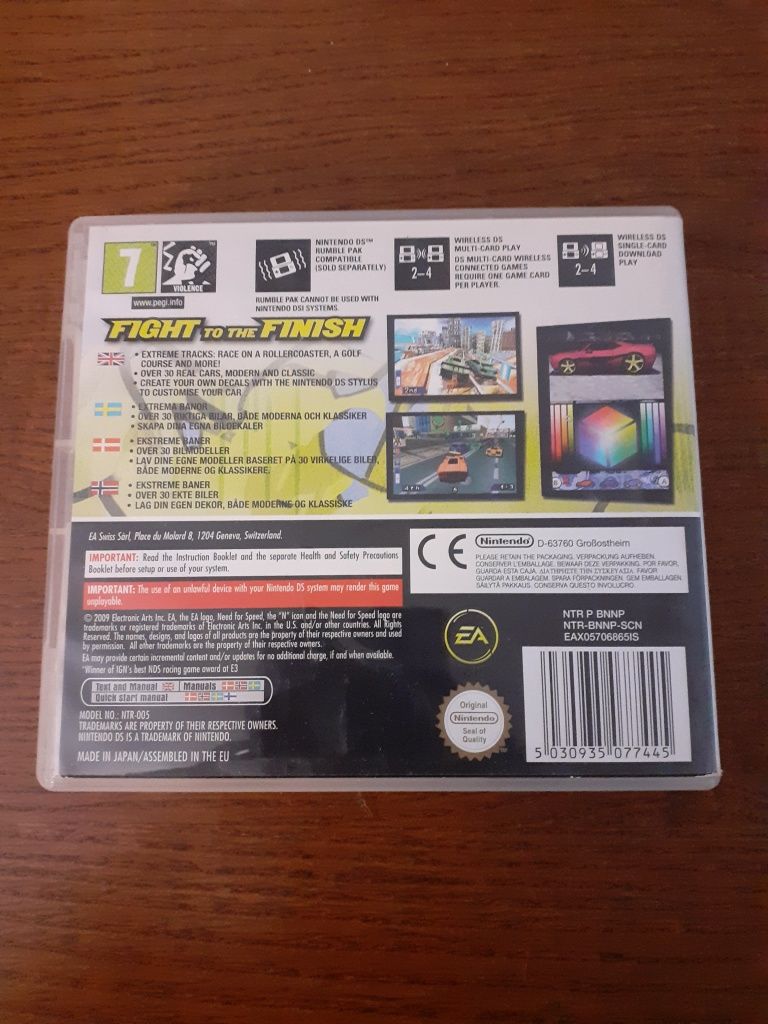 7
VIOLENCE
www.pegi.info
NINTENDO DS™
RUMBLE PAK
COMPATIBLE
(SOLD SEPARATELY)
RUMBLE PAK CANNOT BE USED WITH
NINTENDO DSI SYSTEMS.
2–4
WIRELESS DS
MULTI-CARD PLAY
DS MULTI-CARD WIRELESS
CONNECTED GAMES
REQUIRE ONE GAME CARD
PER PLAYER.
2–4
WIRELESS DS
SINGLE-CARD
DOWNLOAD
PLAY
FIGHT TO THE FINISH
• EXTREME TRACKS: RACE ON A ROLLERCOASTER, A GOLF
COURSE AND MORE!
• OVER 30 REAL CARS, MODERN AND CLASSIC
• CREATE YOUR OWN DECALS WITH THE NINTENDO DS STYLUS
TO CUSTOMISE YOUR CAR
• EXTREMA BANOR
• OVER 30 RIKTIGA BILAR, BÅDE MODERNA OCH KLASSIKER
• SKAPA DINA EGNA BILDEKALER
• EKSTREME BANER
• OVER 30 BILMODELLER
• LAV DINE EGNE MODELLER BASERET PÅ 30 VIRKELIGE BILER,
BÅDE MODERNE OG KLASSIKERE.
• EKSTREME BANER
• OVER 30 EKTE BILER
• LAG DIN EGEN DEKOR, BÅDE MODERNE OG KLASSISKE
EA Swiss Sàrl, Place du Molard 8, 1204 Geneva, Switzerland.
IMPORTANT: Read the Instruction Booklet and the separate Health and Safety Precautions
Booklet before setup or use of your system.
IMPORTANT: The use of an unlawful device with your Nintendo DS system may render this game
unplayable.
© 2009 Electronic Arts Inc. EA, the EA logo, Need for Speed, the "N" icon and the Need for Speed logo are
trademarks or registered trademarks of Electronic Arts Inc. in the U.S. and/or other countries. All Rights
Reserved. The names, designs, and logos of all products are the property of their respective owners and used
by permission. All other trademarks are the property of their respective owners.
EA may provide certain incremental content and/or updates for no additional charge, if and when available.
*Winner of IGN's best NDS racing game award at E3
Text and Manual
Manuals
Quick start manual
MODEL NO.: NTR-005
TRADEMARKS ARE PROPERTY OF THEIR RESPECTIVE OWNERS.
NINTENDO DS IS A TRADEMARK OF NINTENDO.
MADE IN JAPAN/ASSEMBLED IN THE EU
CE
Nintendo D-63760 Großostheim
PLEASE RETAIN THE PACKAGING. VERPACKUNG AUFHEBEN.
CONSERVER L'EMBALLAGE. BEWAAR DEZE VERPAKKING. POR FAVOR,
GUARDA ESTA CAJA. ΔΙΑΤΗΡΕΙΣΤΕ ΤΗΝ ΣΥΣΚΕΥΑΣΙΑ. FAVOR
GUARDAR A EMBALAGEM. SPARA FÖRPACKNINGEN. GEM EMBALLAGEN.
SÄILYTÄ PAKKAUS. CONSERVA QUESTO INVOLUCRO.
EA
NTR P BNNP
NTR-BNNP-SCN
EAX05706865IS
Original
Nintendo
Seal of
Quality
5 030935 077445